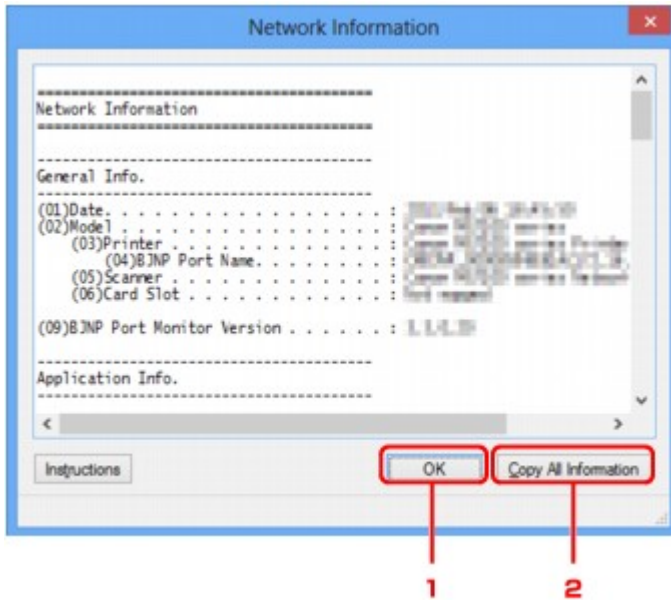 Network Information
==========================================
Network Information
==========================================
------------------------------------------
General Info.
------------------------------------------
(01)Date. . . . . . . . . . . . . . . . . :
(02)Model . . . . . . . . . . . . . . . . :
(03)Printer . . . . . . . . . . . . . . :
(04)BJNP Port Name. . . . . . . . . :
(05)Scanner . . . . . . . . . . . . . . :
(06)Card Slot . . . . . . . . . . . . . :
(09)BJNP Port Monitor Version . . . . . . :
------------------------------------------
Application Info.
------------------------------------------
Instructions
OK
Copy All Information
1
2